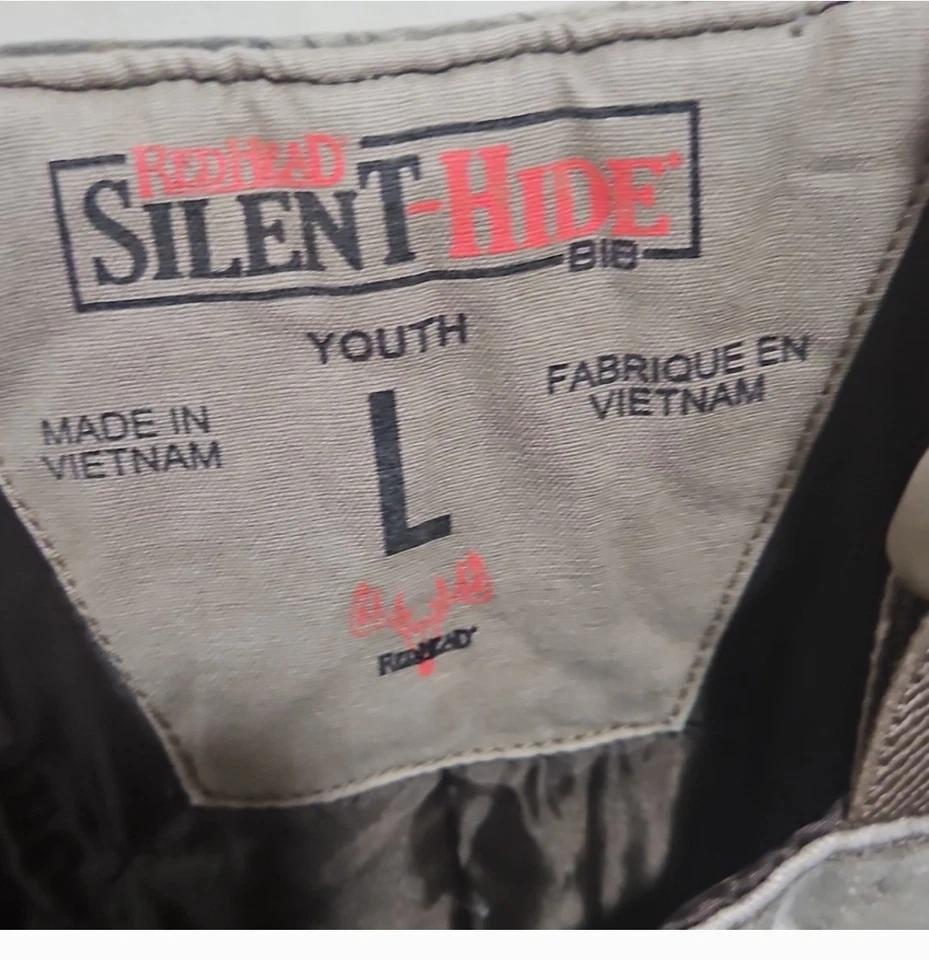 REDHEAD
SILENT-HIDE
BIB
YOUTH
MADE IN
VIETNAM
L
FABRIQUE EN
VIETNAM
REDHEAD